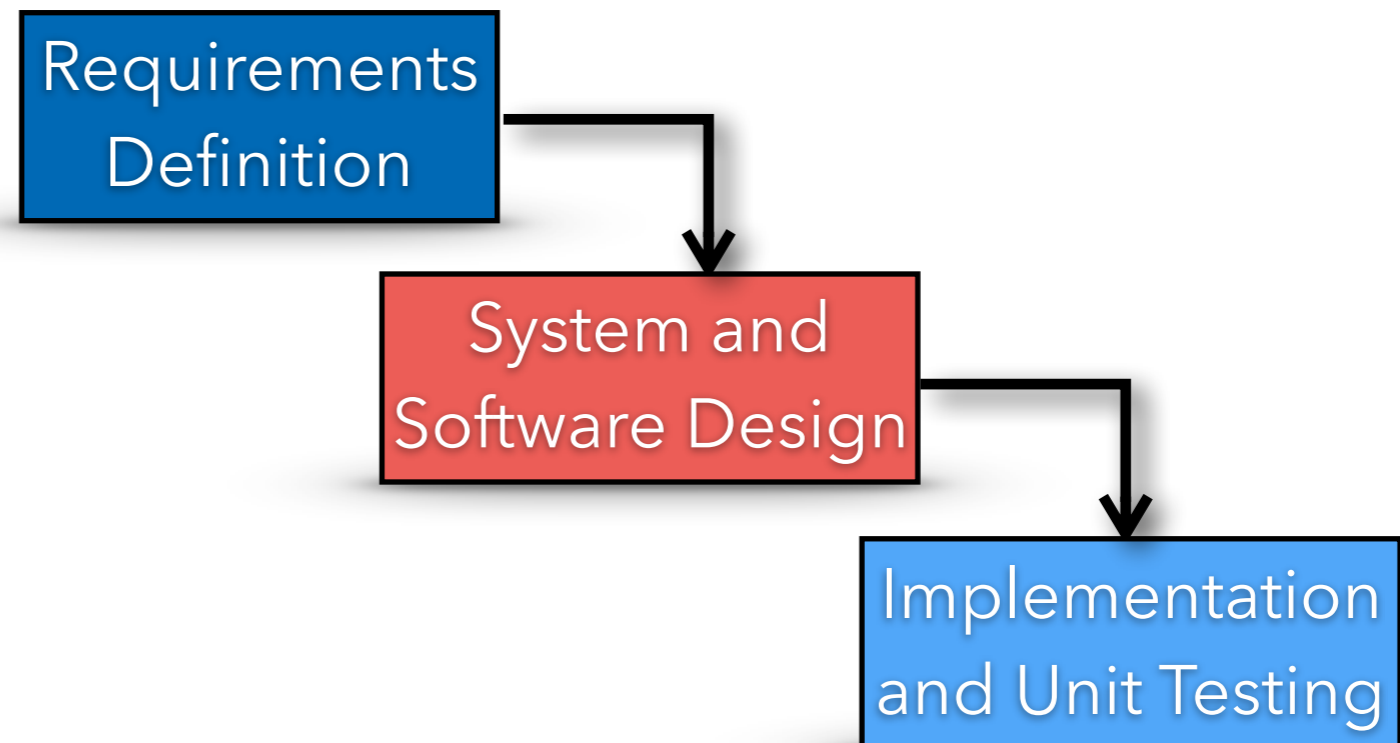 Requirements
Definition
System and
Software Design
Implementation
and Unit Testing